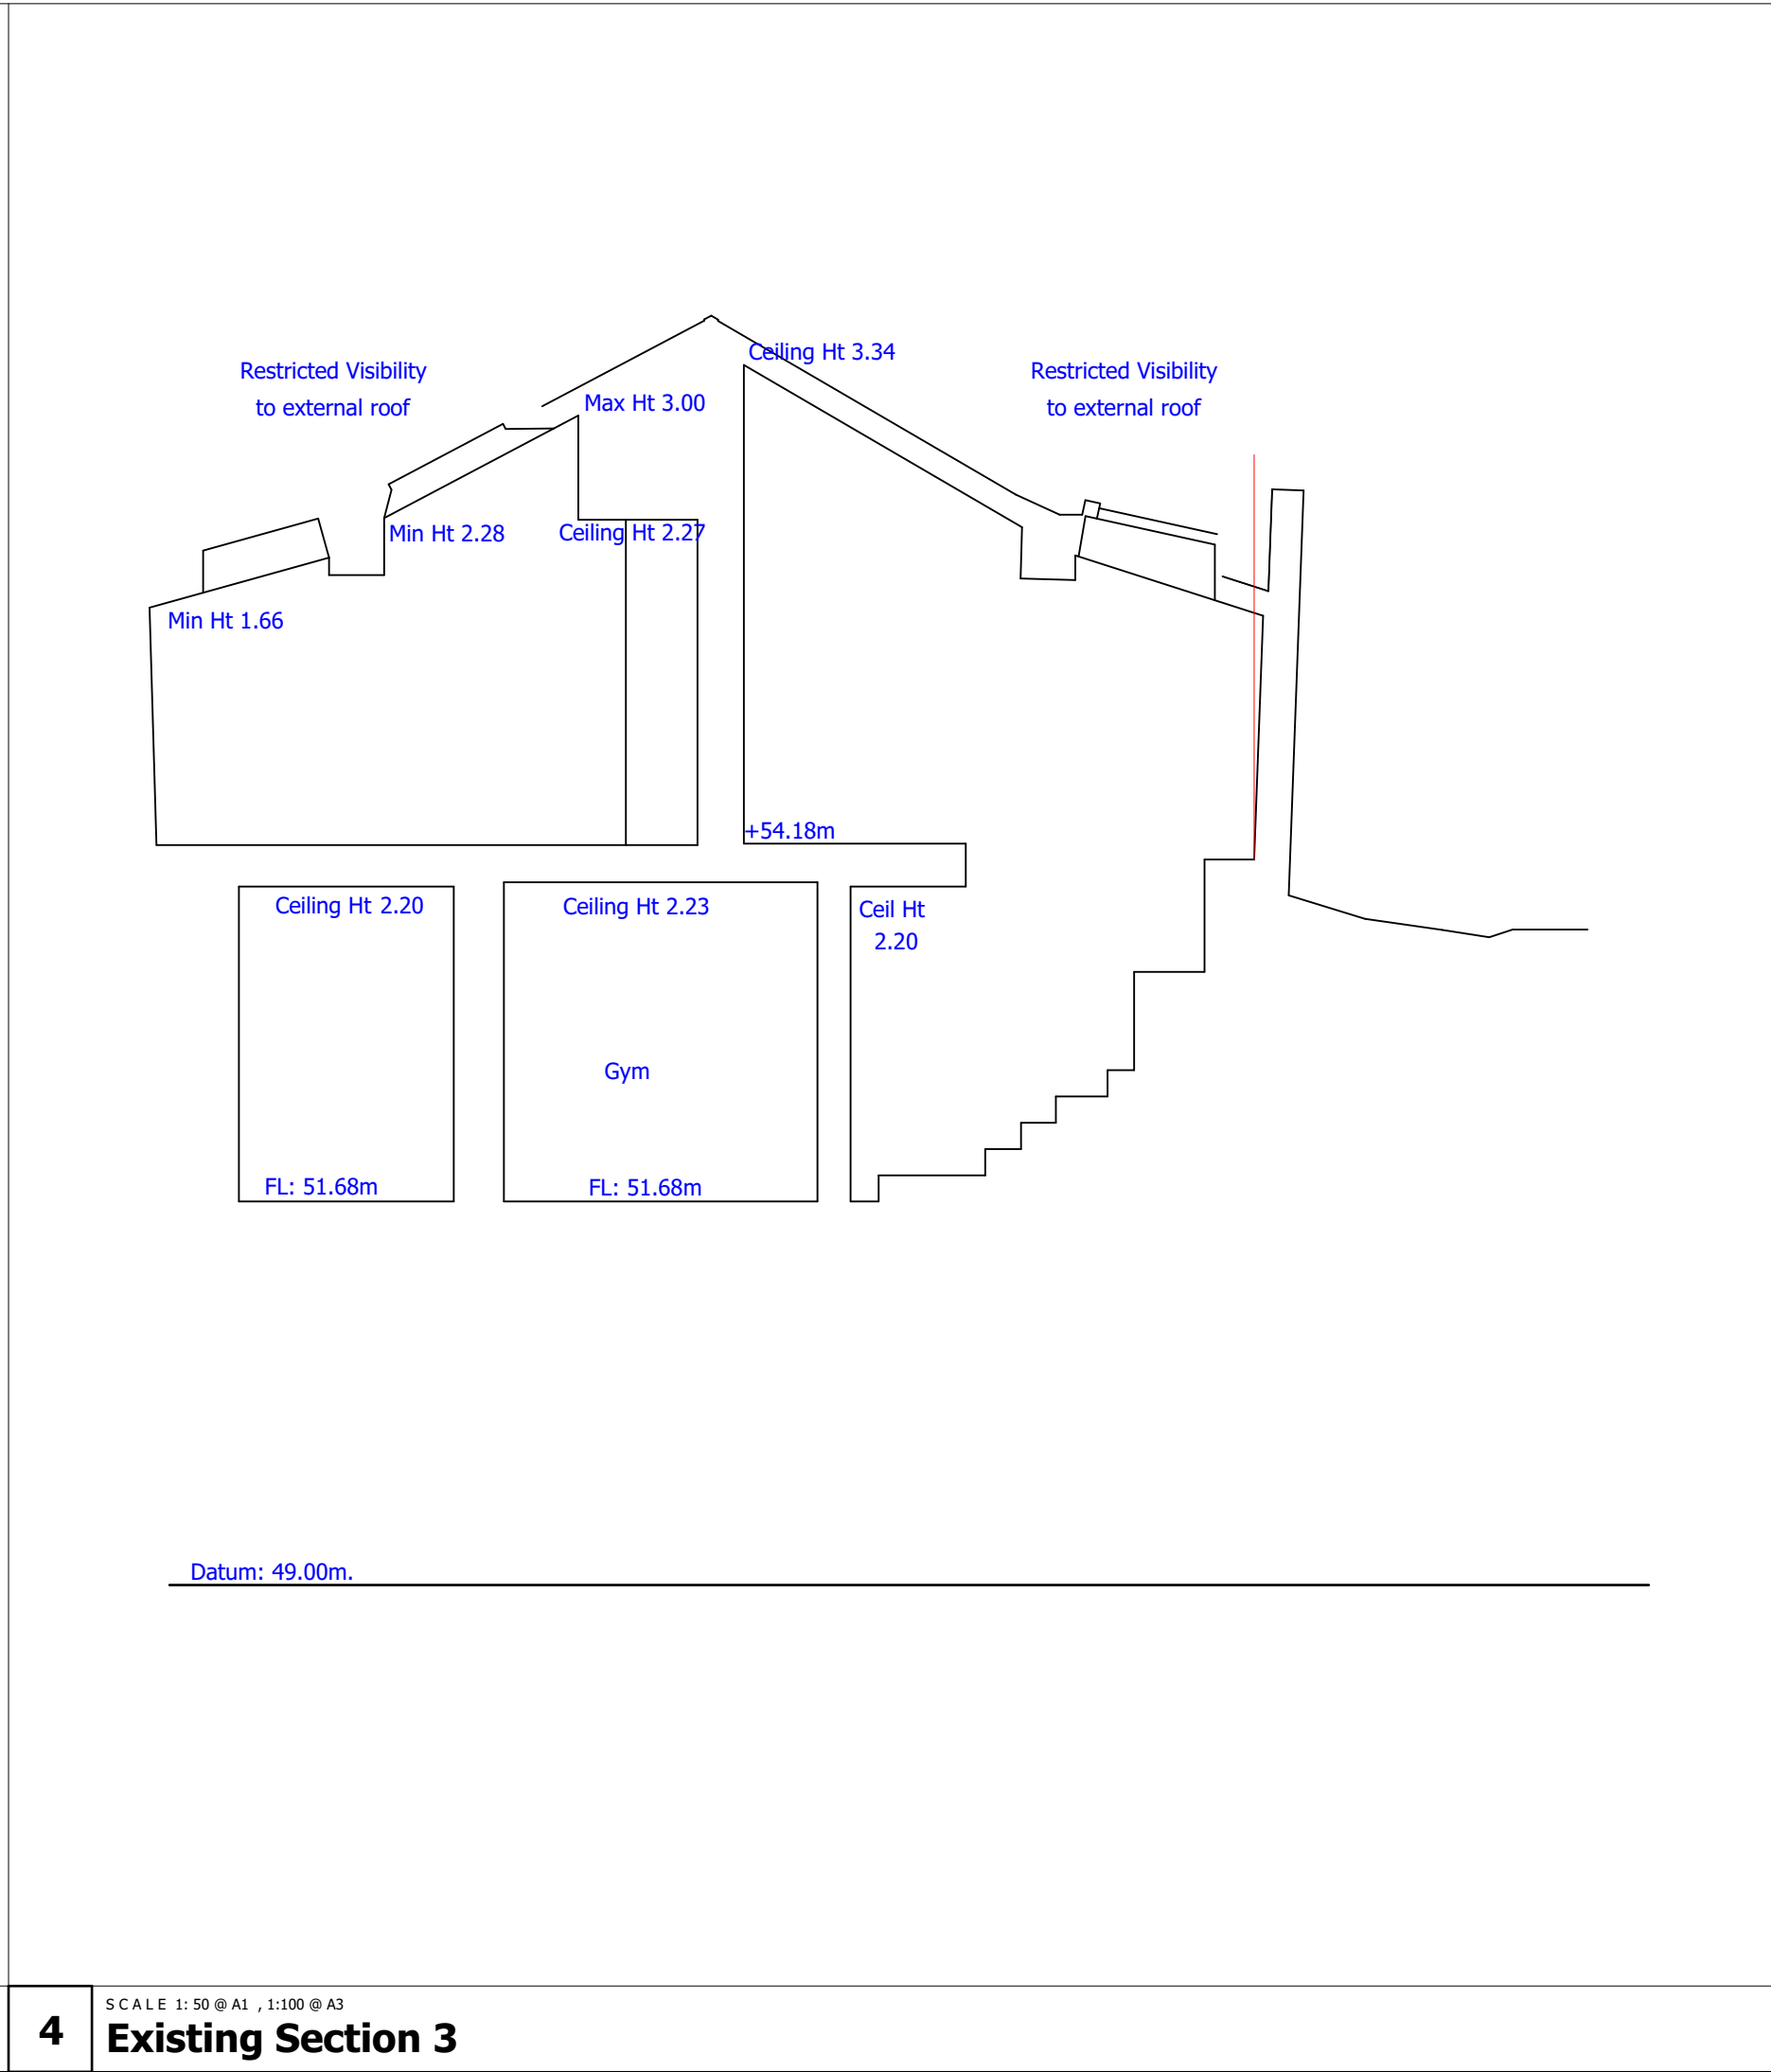 Restricted Visibility
to external roof
Ceiling Ht 3.34
Restricted Visibility
to external roof
Max Ht 3.00
Min Ht 2.28
Ceiling Ht 2.27
Min Ht 1.66
+54.18m
Ceiling Ht 2.20
Ceiling Ht 2.23
Ceil Ht
2.20
Gym
FL: 51.68m
FL: 51.68m
Datum: 49.00m.
4
SCALE 1: 50 @ A1 , 1:100 @ A3
Existing Section 3